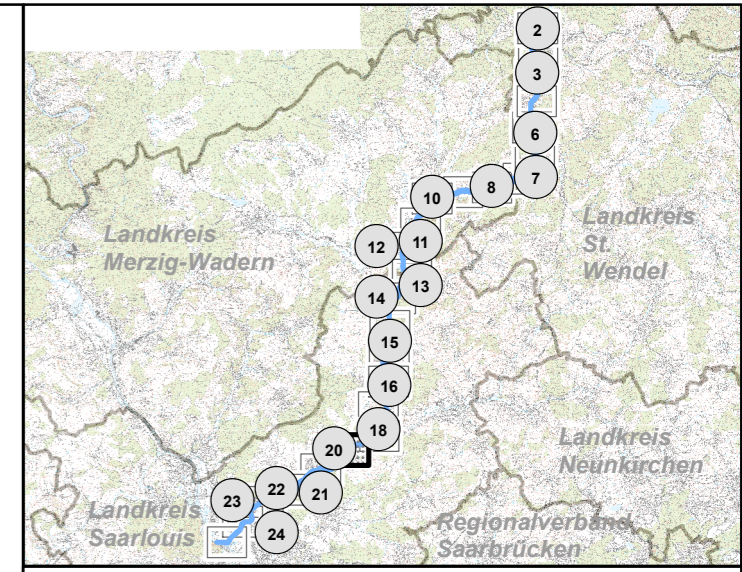 2
3
6
7
8
10
Landkreis
Merzig-Wadern
Landkreis
St.
Wendel
12
11
13
14
15
16
18
20
Landkreis
Neunkirchen
22
21
23
24
Landkreis
Saarlouis
Regionalverband
Saarbrücken